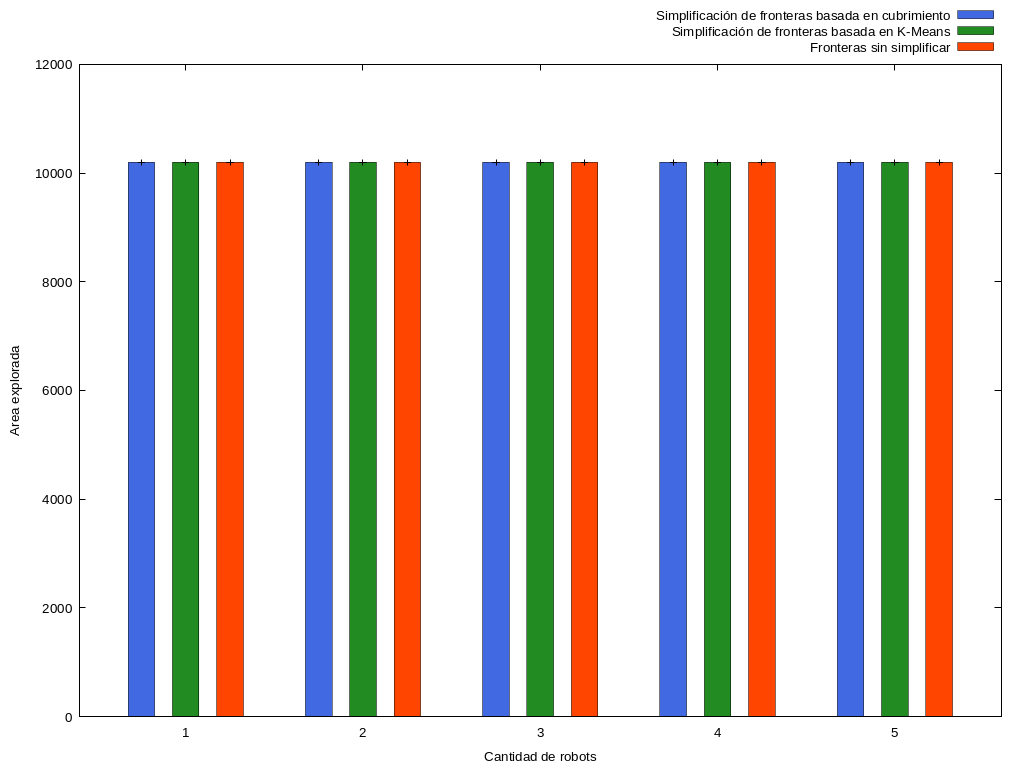 Simplificación de fronteras basada en cubrimiento
Simplificación de fronteras basada en K-Means
Fronteras sin simplificar
12000
10000
8000
6000
4000
2000
0
Area explorada
1 2 3 4 5
Cantidad de robots